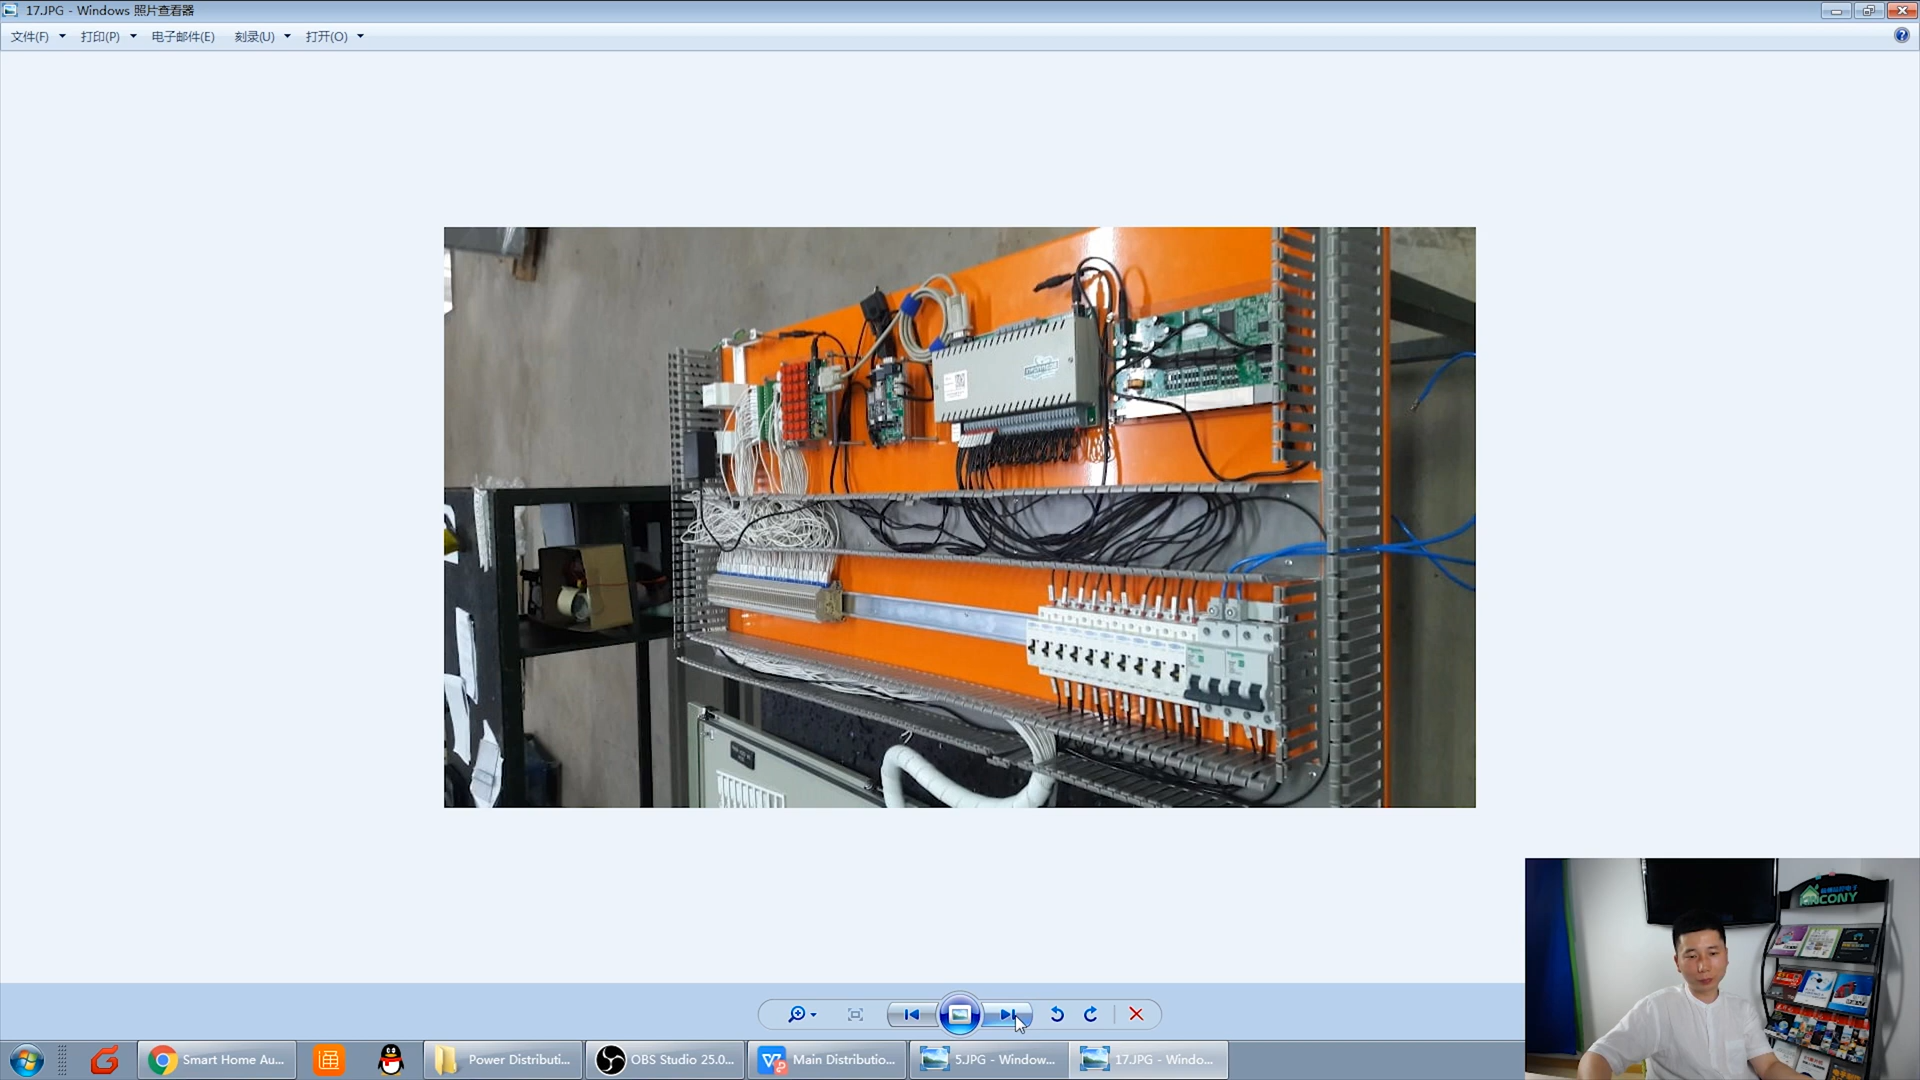 17.JPG - Windows 照片查看器
文件(F) 打印(P) 电子邮件(E) 刻录(U) 打开(O)
CONY
Smart Home Au...
Power Distributi...
OBS Studio 25.0...
Main Distributio...
5.JPG - Window...
17.JPG - Windo...